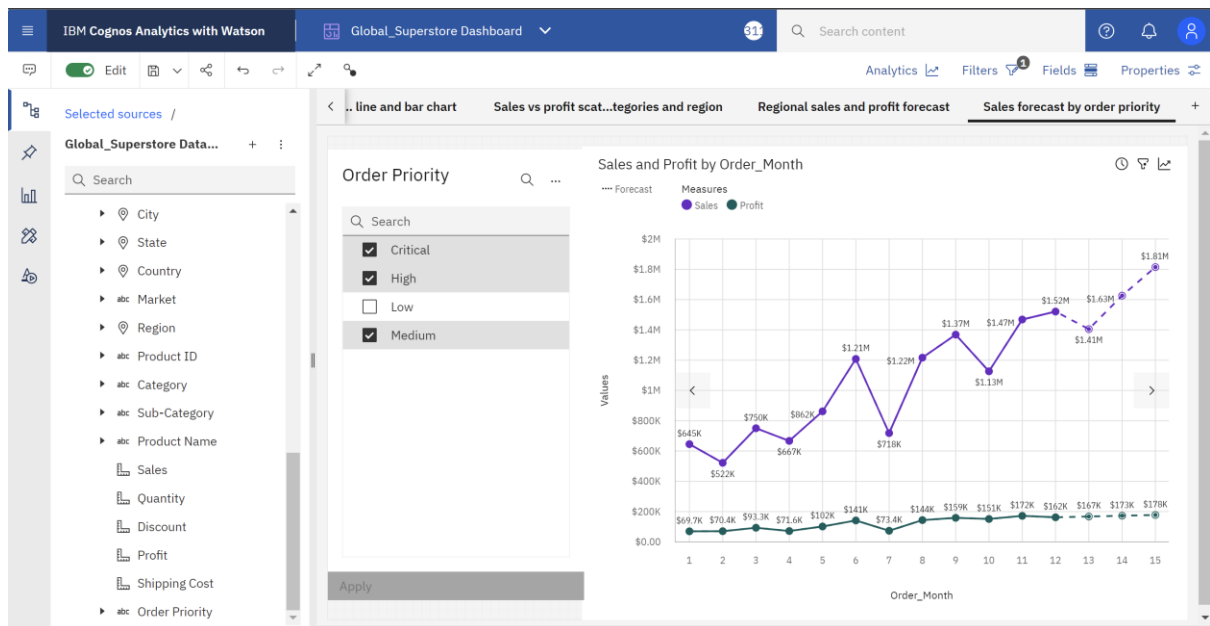 IBM Cognos Analytics with Watson
Global_Superstore Dashboard
Search content
Edit
Analytics
Filters
1
Fields
Properties
Selected sources /
Global_Superstore Data...
Search
City
State
Country
abc Market
Region
abc Product ID
abc Category
abc Sub-Category
abc Product Name
Sales
Quantity
Discount
Profit
Shipping Cost
abc Order Priority
... line and bar chart
Sales vs profit scat...tegories and region
Regional sales and profit forecast
Sales forecast by order priority
Order Priority
Search
Critical
High
Low
Medium
Apply
Sales and Profit by Order_Month
Forecast
Measures
Sales Profit
Values
$2M
$1.8M
$1.6M
$1.4M
$1.2M
$1M
$800K
$600K
$400K
$200K
$0.00
$645K
$522K
$750K
$667K
$862K
$1.21M
$718K
$1.22M
$1.37M
$1.13M
$1.47M
$1.52M
$1.41M
$1.63M
$1.81M
$69.7K $70.4K $93.3K $71.6K $102K $141K $73.4K $144K $159K $151K $172K $162K $167K $173K $178K
1 2 3 4 5 6 7 8 9 10 11 12 13 14 15
Order_Month